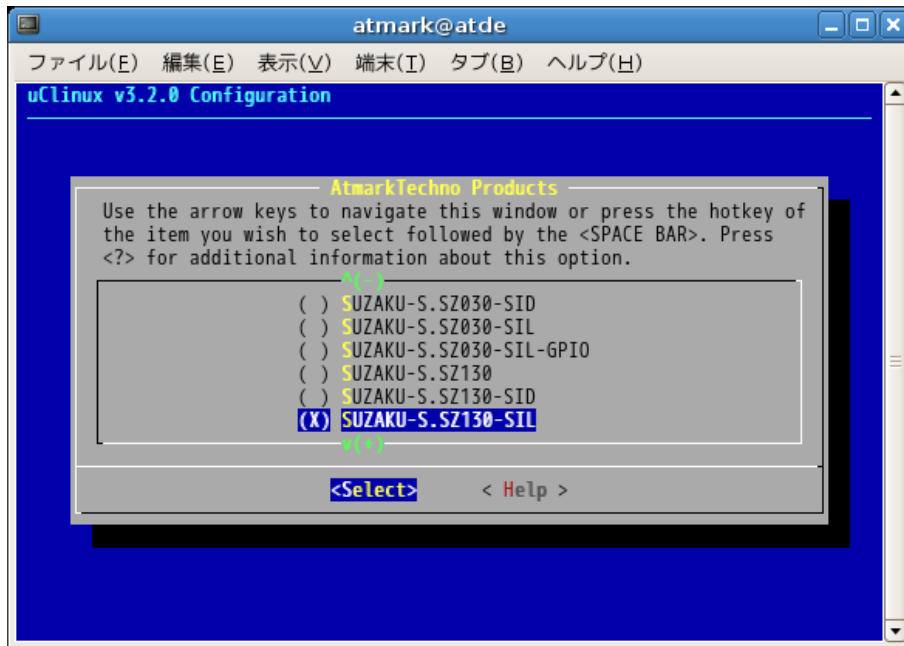 atmark@atde
ファイル(F) 編集(E) 表示(V) 端末(T) タブ(B) ヘルプ(H)
uClinux v3.2.0 Configuration
AtmarkTechno Products
Use the arrow keys to navigate this window or press the hotkey of
the item you wish to select followed by the <SPACE BAR>. Press
<?> for additional information about this option.
^(-)
( ) SUZAKU-S.SZ030-SID
( ) SUZAKU-S.SZ030-SIL
( ) SUZAKU-S.SZ030-SIL-GPIO
( ) SUZAKU-S.SZ130
( ) SUZAKU-S.SZ130-SID
(X) SUZAKU-S.SZ130-SIL
v(+)
<Select> < Help >